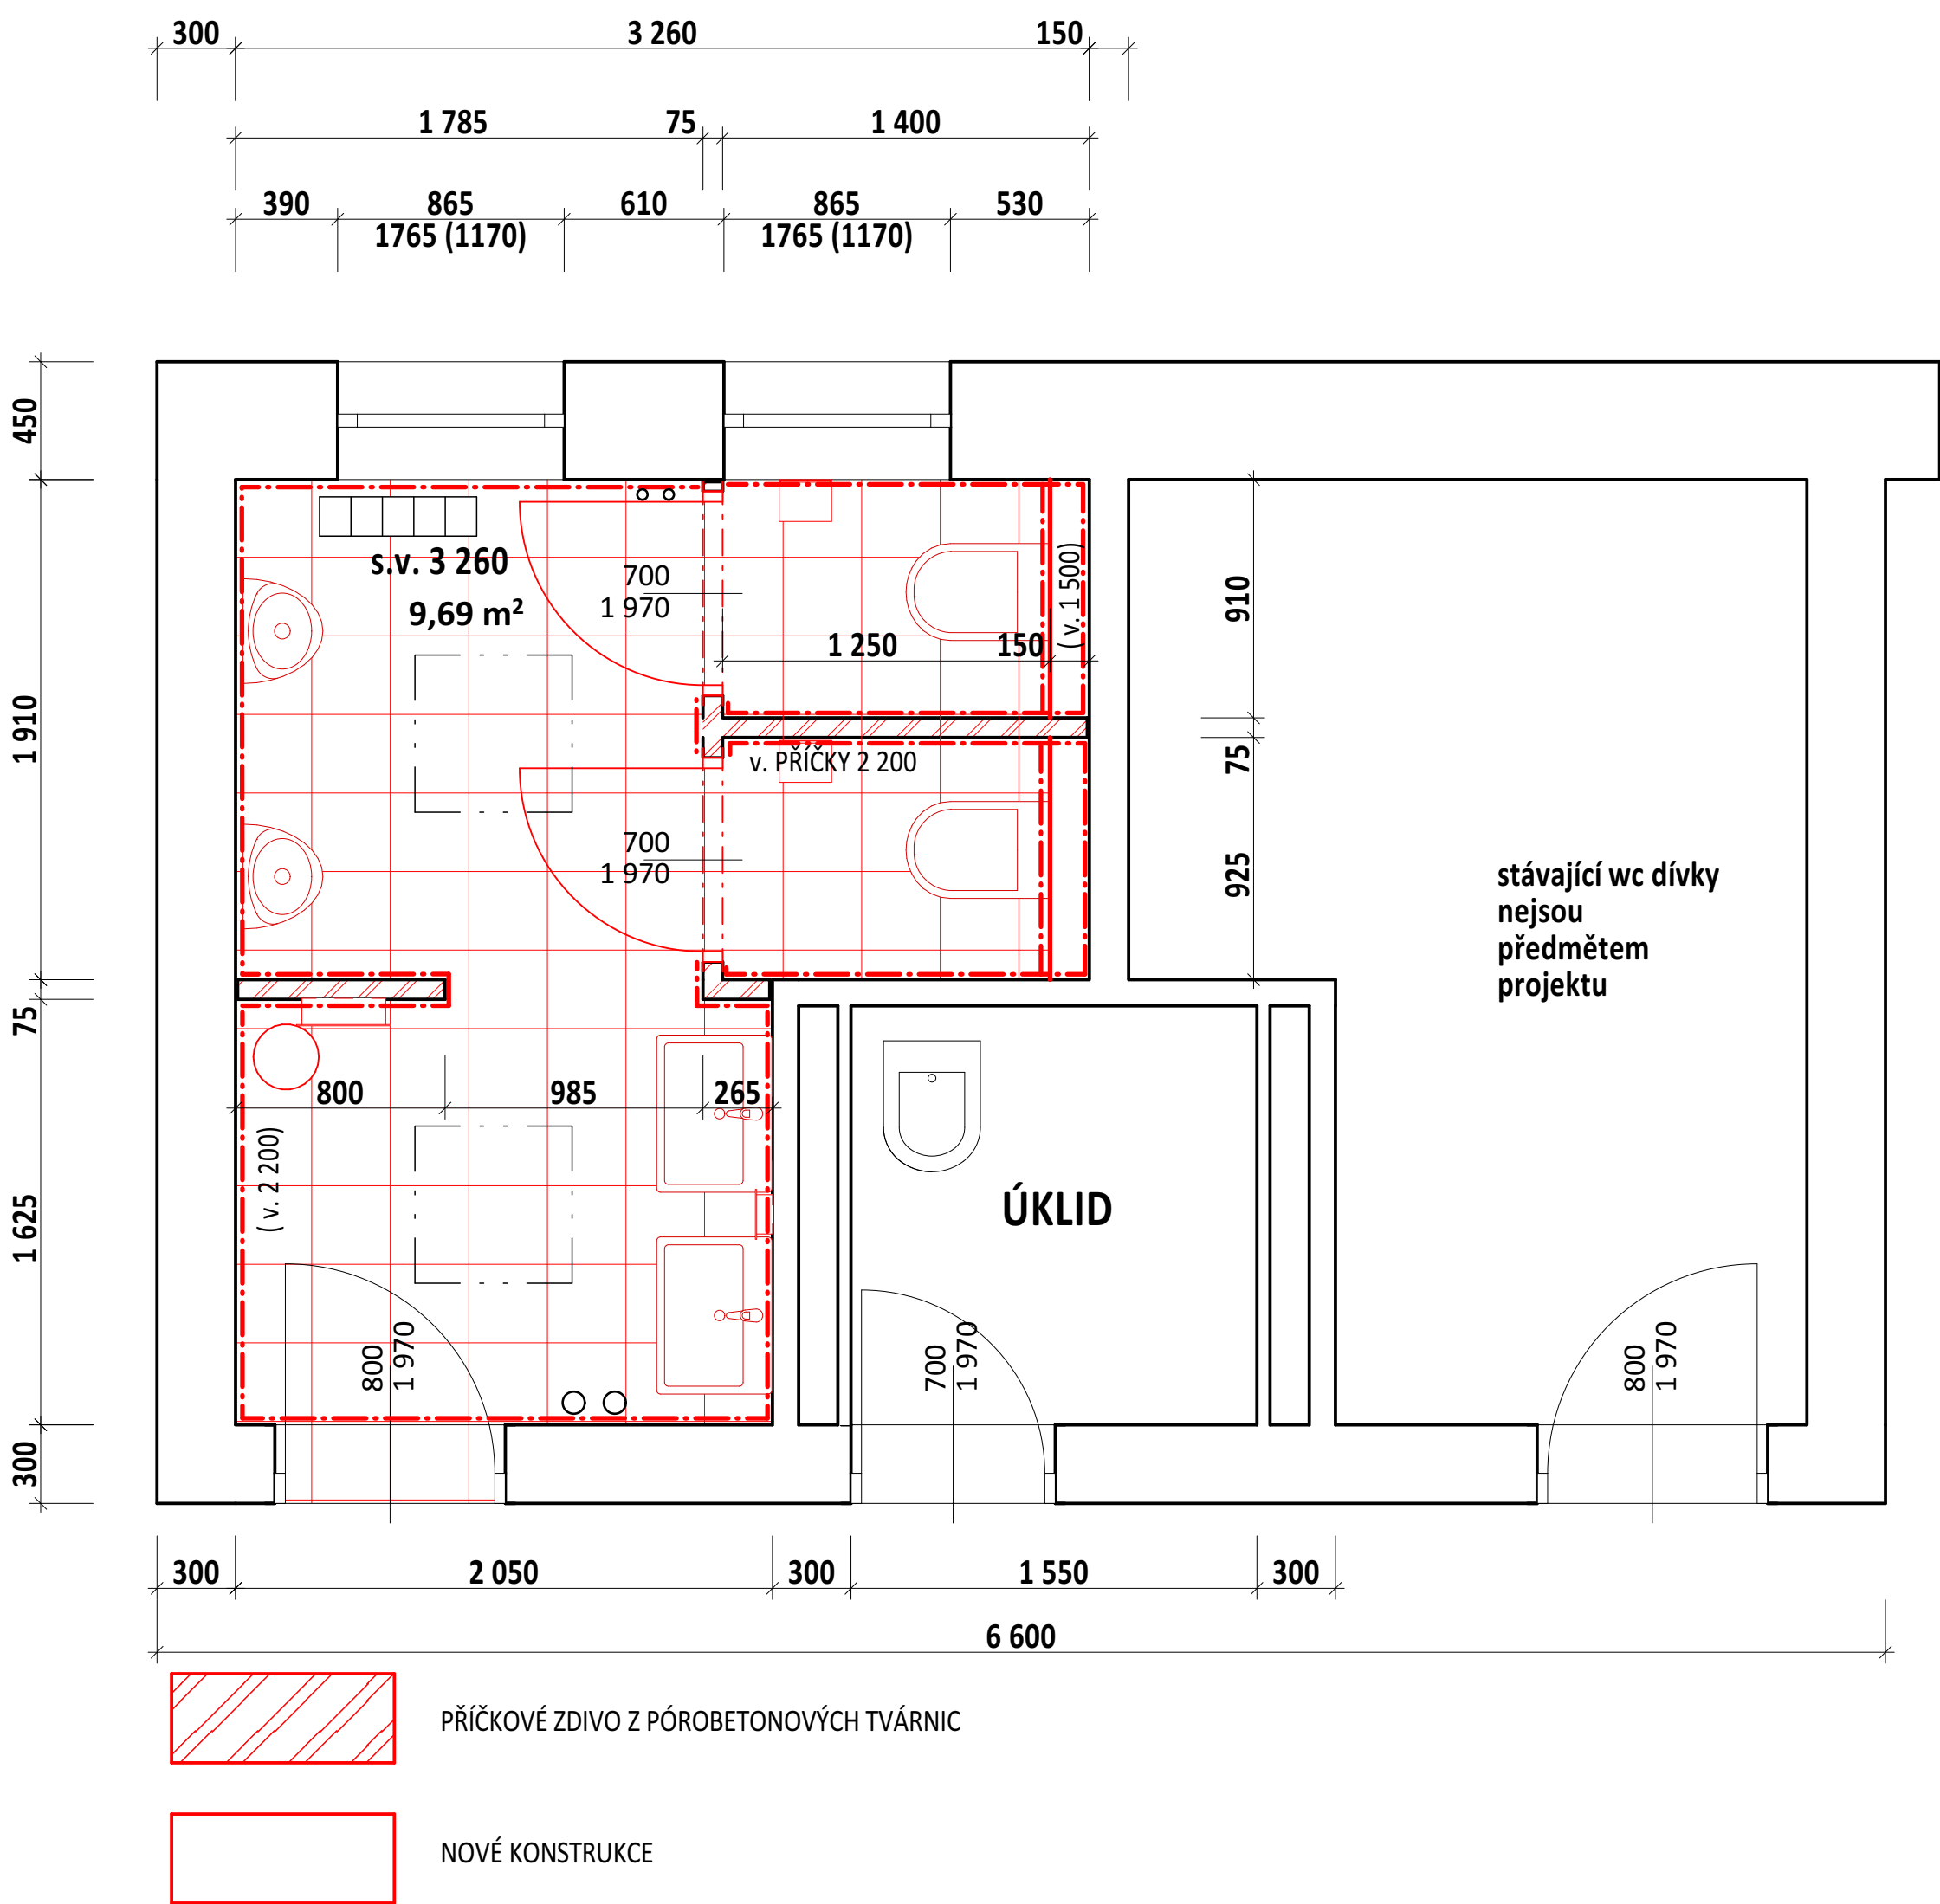 300 3 260 150
1 785 75 1 400
390 865 610 865 530
1765 (1170) 1765 (1170)
450
1 910
75
1 625
300
s.v. 3 260
9,69 m²
700
1 970
1 250 150
( v. 1 500)
v. PŘÍČKY 2 200
700
1 970
910
75
925
stávající wc dívky
nejsou
předmětem
projektu
800 985 265
( v. 2 200)
ÚKLID
800
1 970
700
1 970
800
1 970
300 2 050 300 1 550 300
6 600
PŘÍČKOVÉ ZDIVO Z PÓROBETONOVÝCH TVÁRNIC
NOVÉ KONSTRUKCE